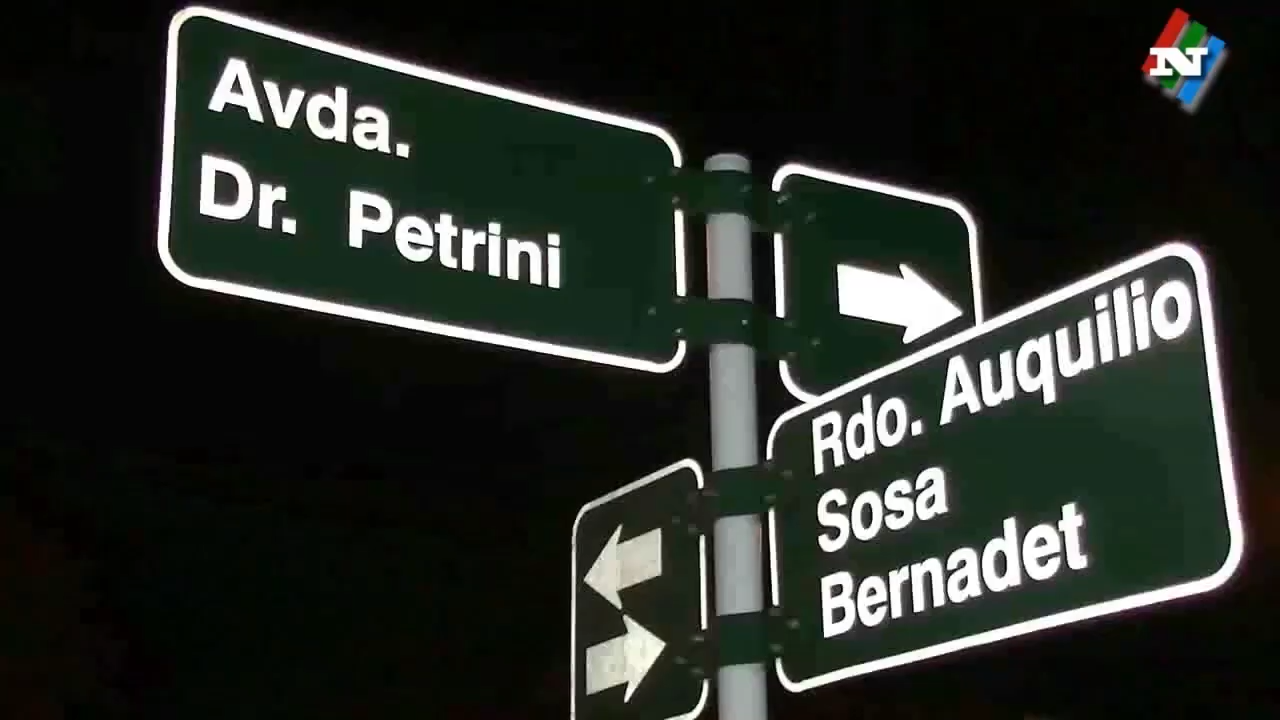 Avda.
Dr. Petrini
Rdo. Auquilio
Sosa
Bernadet
N